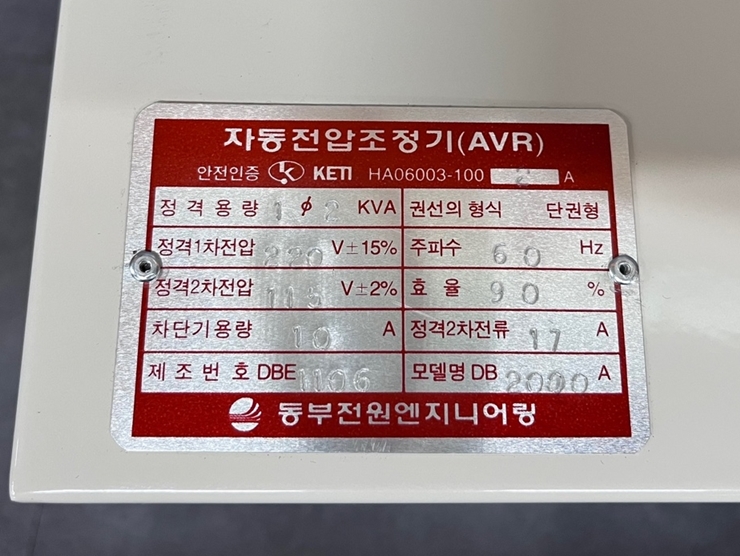 자동전압조정기(AVR)
안전인증 KETI HA06003-100 2 A
정격용량 1 φ 2 KVA 권선의 형식 단권형
정격1차전압 220 V±15% 주파수 60 Hz
정격2차전압 115 V±2% 효율 90 %
차단기용량 10 A 정격2차전류 17 A
제조번호 DBE 1106 모델명 DB 2000 A
동부전원엔지니어링